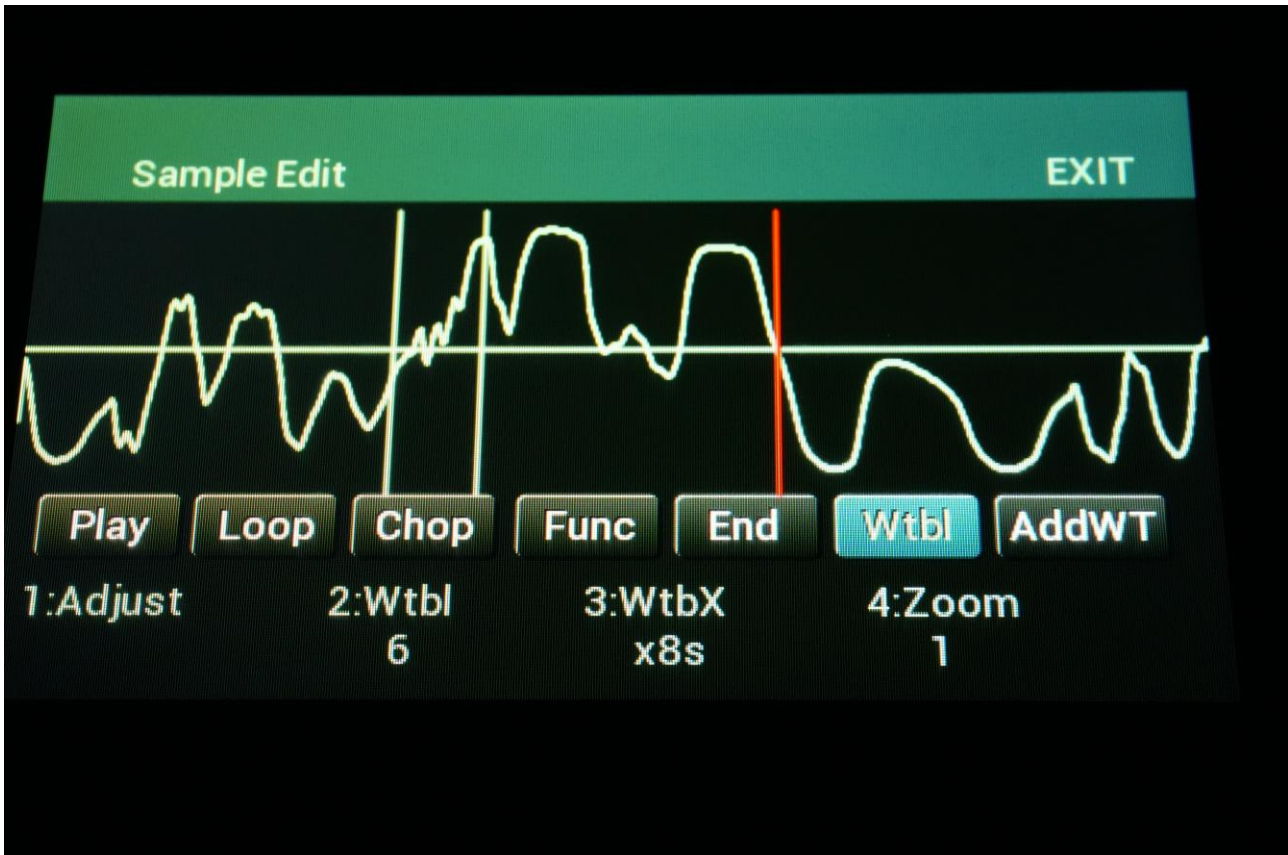 Sample Edit EXIT
Play Loop Chop Func End Wtbl AddWT
1:Adjust 2:Wtbl 3:WtbX 4:Zoom
6 x8s 1